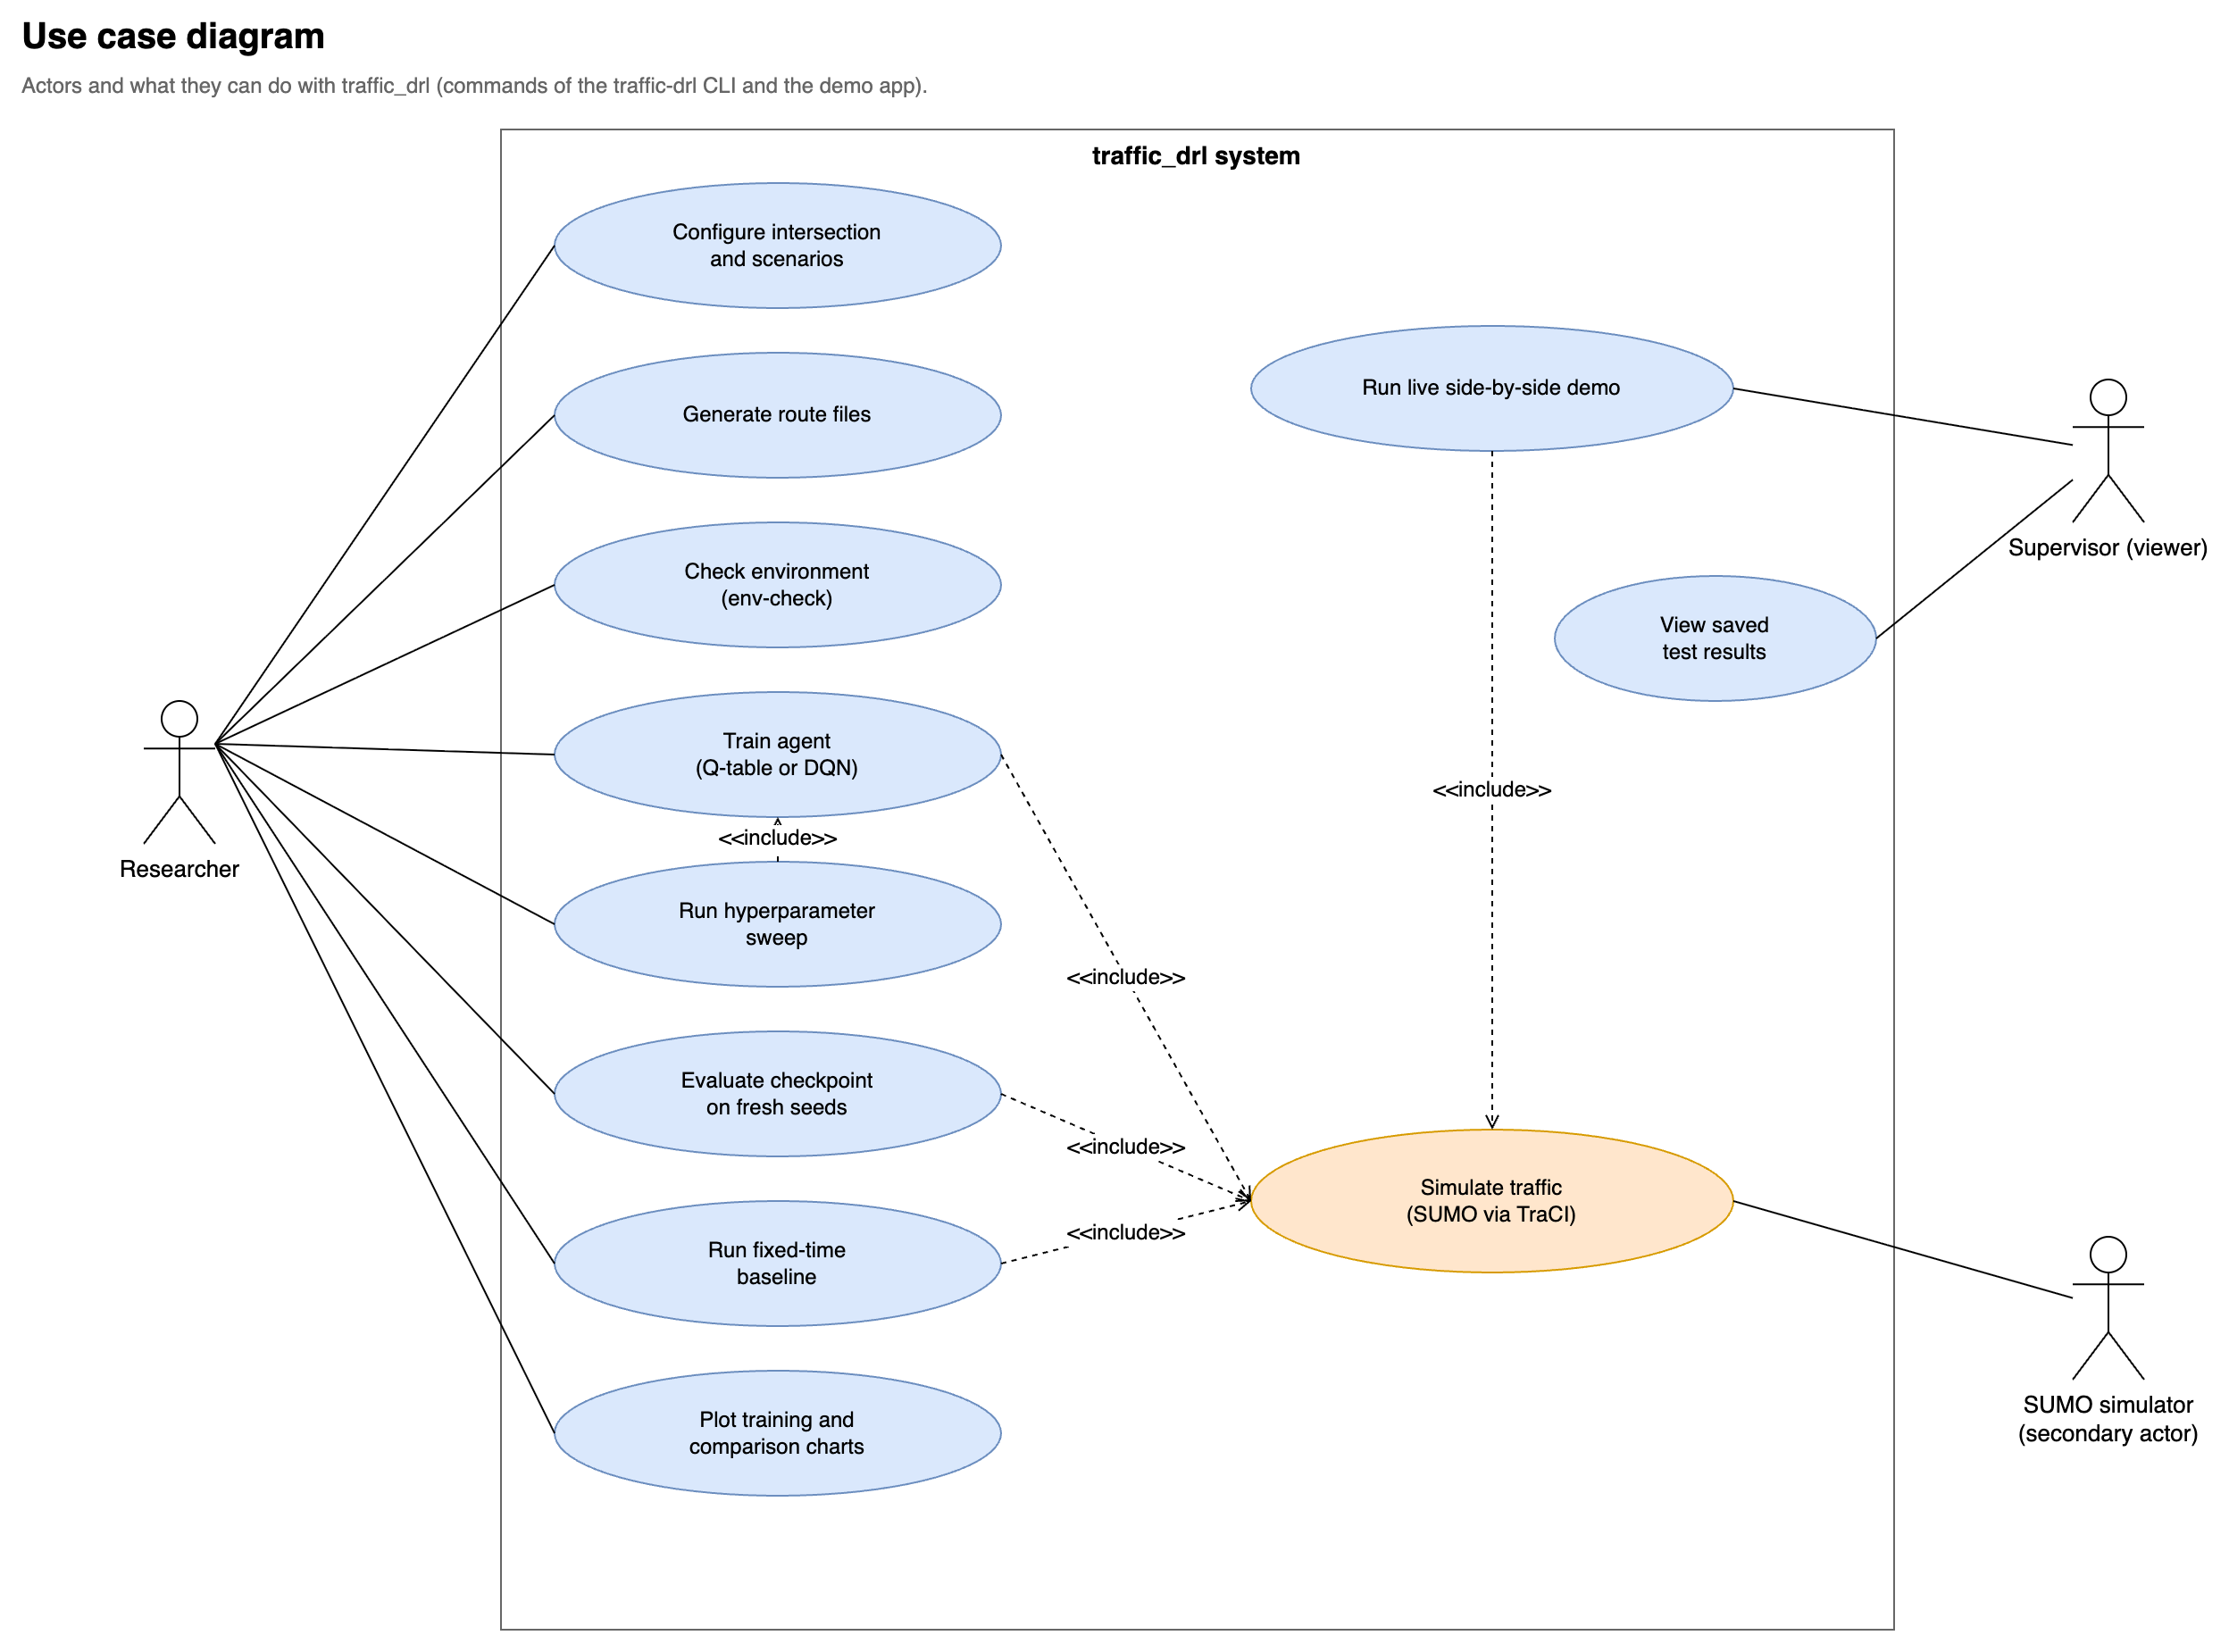 Use case diagram
Actors and what they can do with traffic_drl (commands of the traffic-drl CLI and the demo app).
traffic_drl system
Configure intersection
and scenarios
Generate route files
Run live side-by-side demo
Check environment
(env-check)
Supervisor (viewer)
View saved
test results
Train agent
(Q-table or DQN)
<<include>>
<<include>>
Researcher
Run hyperparameter
sweep
<<include>>
Evaluate checkpoint
on fresh seeds
<<include>>
Simulate traffic
(SUMO via TraCI)
<<include>>
Run fixed-time
baseline
SUMO simulator
(secondary actor)
Plot training and
comparison charts